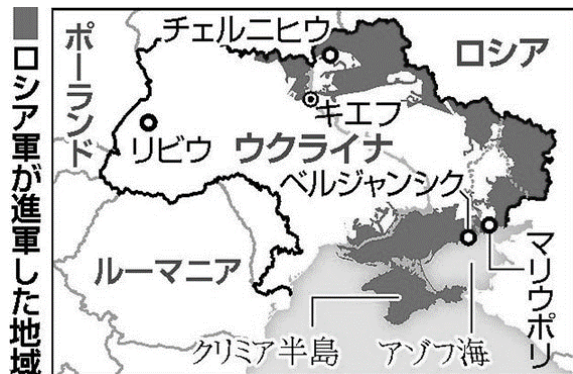 ■ロシア軍が進軍した地域
ポーランド
チェルニヒウ
ロシア
キエフ
リビウ
ウクライナ
ベルジャンシク
ルーマニア
マリウポリ
クリミア半島
アゾフ海